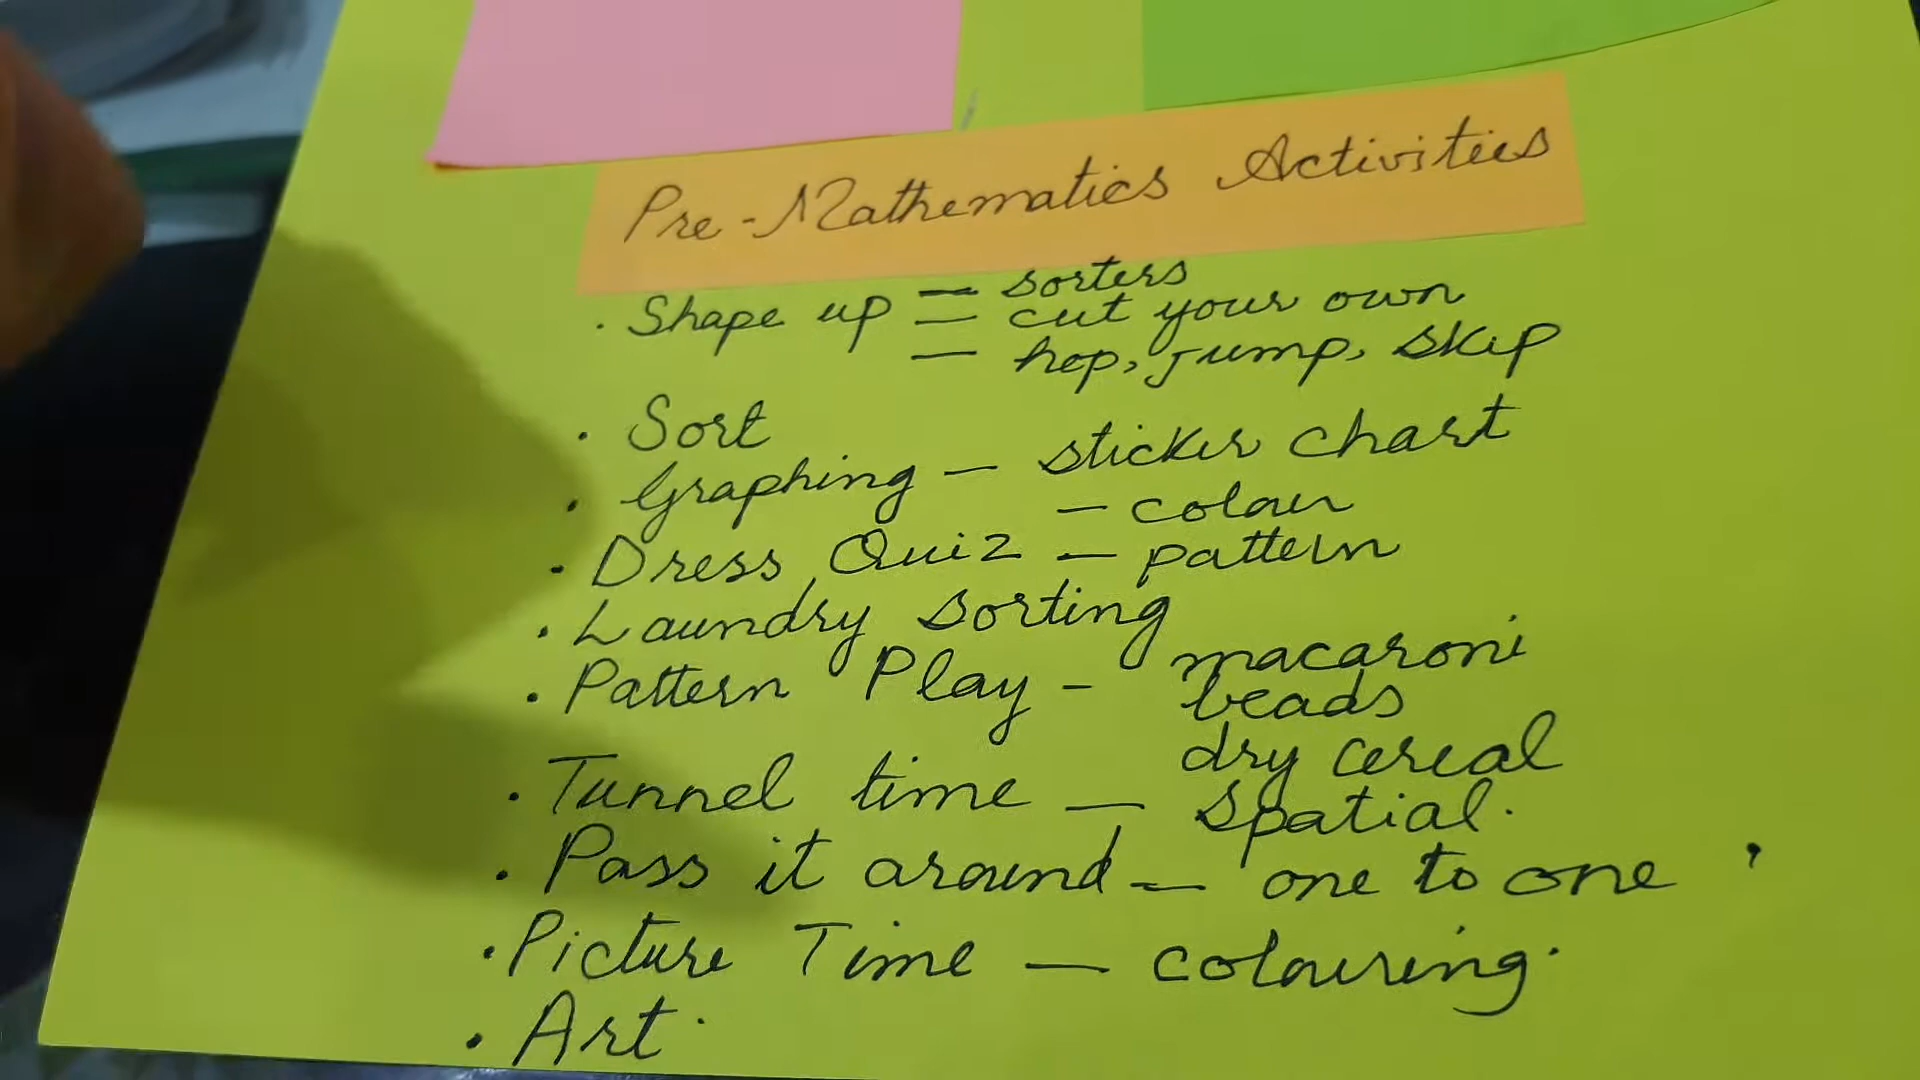 Pre-Mathematics Activities
• Shape up — sorters
— cut your own
— hop, jump, skip
• Sort
• Graphing — sticker chart
— colour
• Dress Quiz — pattern
• Laundry sorting
• Pattern Play - macaroni
beads
dry cereal
• Tunnel time — spatial.
• Pass it around — one to one
• Picture Time — colouring.
• Art.